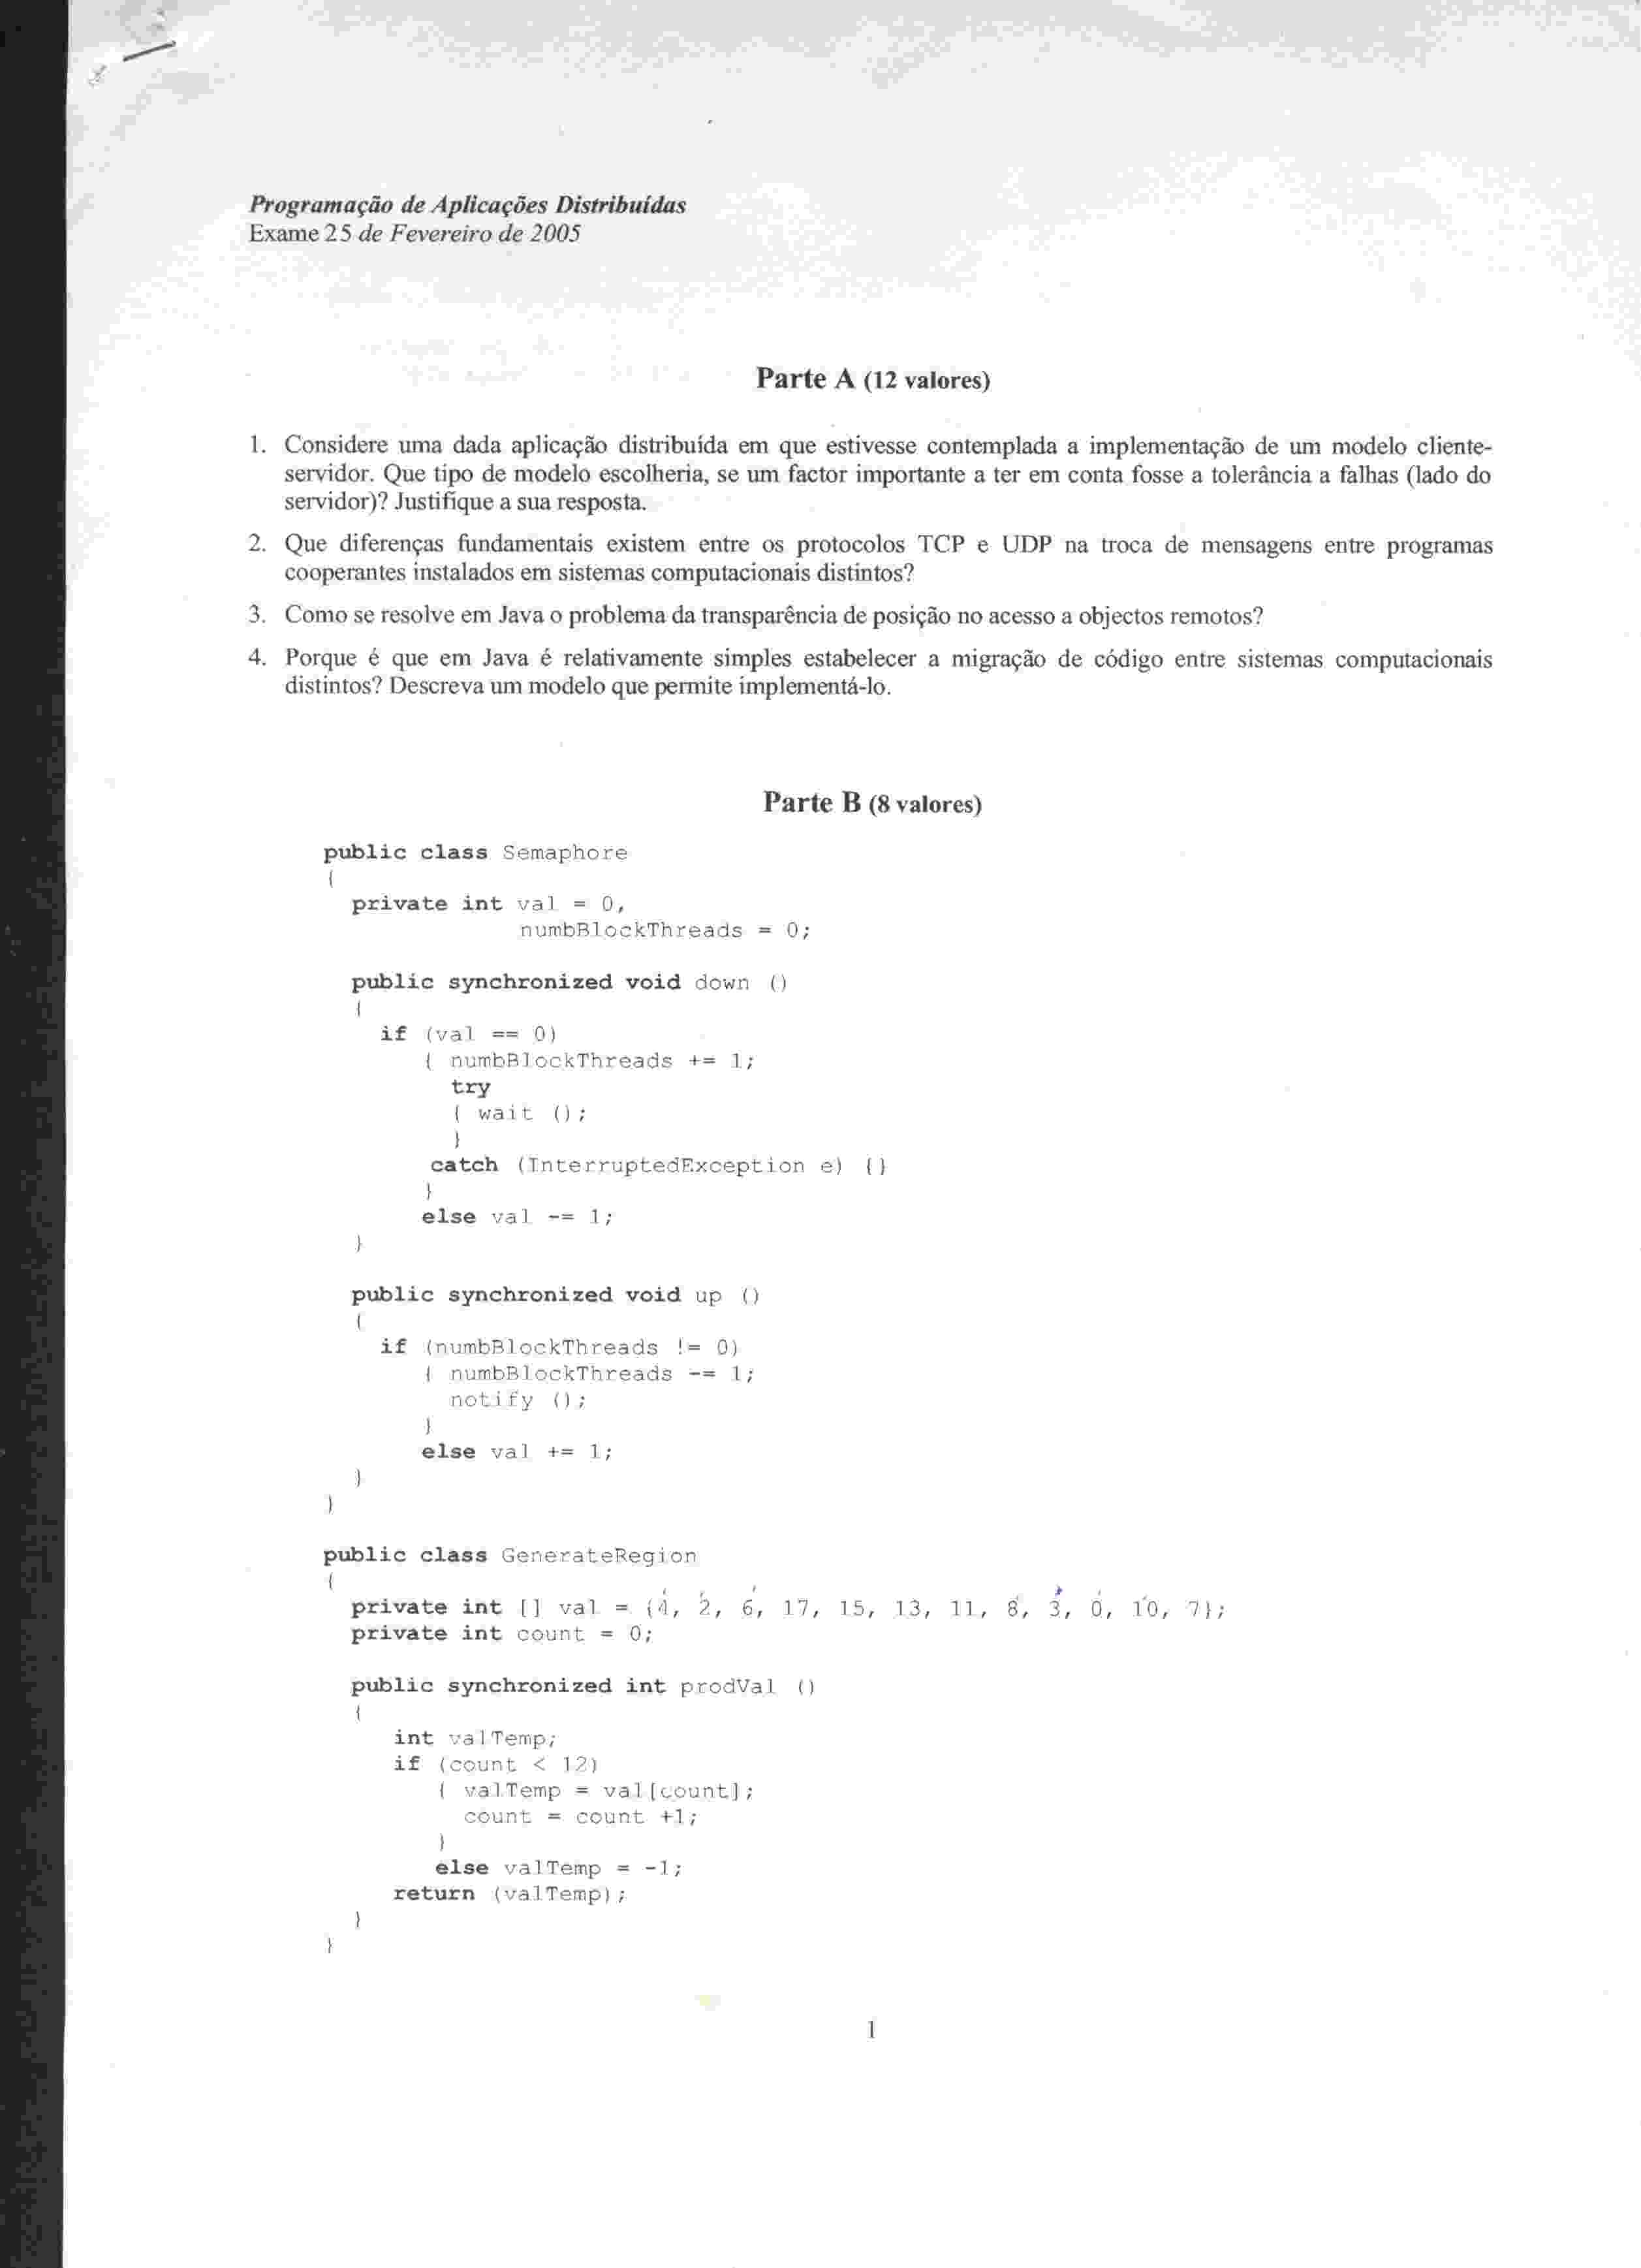 Programação de Aplicações Distribuídas
Exame 25 de Fevereiro de 2005
Parte A (12 valores)
1. Considere uma dada aplicação distribuída em que estivesse contemplada a implementação de um modelo cliente-
servidor. Que tipo de modelo escolheria, se um factor importante a ter em conta fosse a tolerância a falhas (lado do
servidor)? Justifique a sua resposta.
2. Que diferenças fundamentais existem entre os protocolos TCP e UDP na troca de mensagens entre programas
cooperantes instalados em sistemas computacionais distintos?
3. Como se resolve em Java o problema da transparência de posição no acesso a objectos remotos?
4. Porque é que em Java é relativamente simples estabelecer a migração de código entre sistemas computacionais
distintos? Descreva um modelo que permite implementá-lo.
Parte B (8 valores)
public class Semaphore
{
private int val = 0,
numbBlockThreads = 0;
public synchronized void down ()
{
if (val == 0)
{ numbBlockThreads += 1;
try
{ wait ();
}
catch (InterruptedException e) {}
}
else val -= 1;
}
public synchronized void up ()
{
if (numbBlockThreads != 0)
{ numbBlockThreads -= 1;
notify ();
}
else val += 1;
}
}
public class GenerateRegion
{
private int [] val = {4, 2, 6, 17, 15, 13, 11, 8, 3, 0, 10, 7};
private int count = 0;
public synchronized int prodVal ()
{
int valTemp;
if (count < 12)
{ valTemp = val[count];
count = count +1;
}
else valTemp = -1;
return (valTemp);
}
}
1